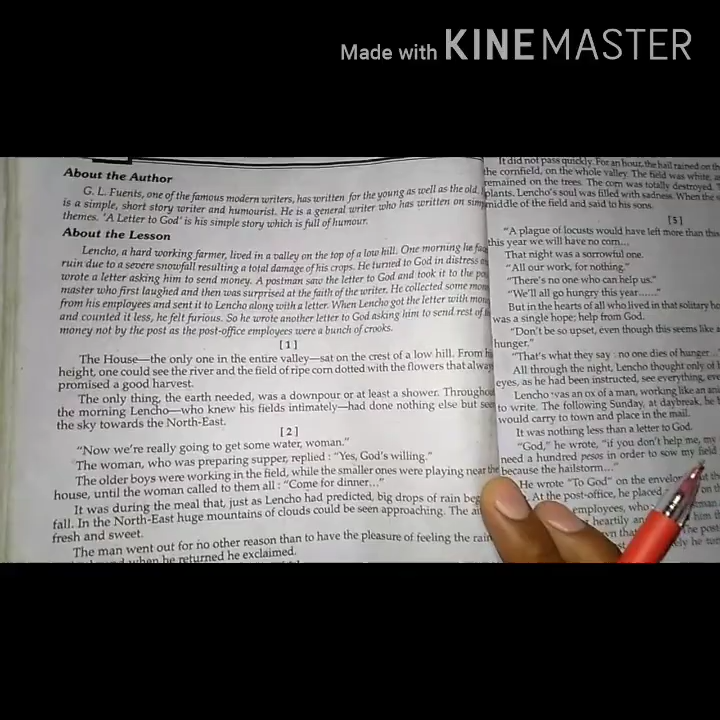 Made with KINEMASTER
About the Author
G. L. Fuents, one of the famous modern writers, has written for the young as well as the old.
is a simple, short story writer and humourist. He is a general writer who has written on
themes. 'A Letter to God' is his simple story which is full of humour.
About the Lesson
Lencho, a hard working farmer, lived in a valley on the top of a low hill. One morning he
ruin due to a severe snowfall resulting a total damage of his crops. He turned to God in distress
wrote a letter asking him to send money. A postman saw the letter to God and took it to the
master who first laughed and then was surprised at the faith of the writer. He collected some
from his employees and sent it to Lencho along with a letter. When Lencho got the letter with
and counted it less, he felt furious. So he wrote another letter to God asking him to send rest of
money not by the post as the post-office employees were a bunch of crooks.
[1]
The House—the only one in the entire valley—sat on the crest of a low hill. From
height, one could see the river and the field of ripe corn dotted with the flowers that
promised a good harvest.
The only thing, the earth needed, was a downpour or at least a shower. Throughout
the morning Lencho—who knew his fields intimately—had done nothing else but see
the sky towards the North-East.
[2]
"Now we're really going to get some water, woman."
The woman, who was preparing supper, replied : "Yes, God's willing."
The older boys were working in the field, while the smaller ones were playing near the
house, until the woman called to them all : "Come for dinner..."
It was during the meal that, just as Lencho had predicted, big drops of rain
fall. In the North-East huge mountains of clouds could be seen approaching. The
fresh and sweet.
The man went out for no other reason than to have the pleasure of feeling the rain
when he returned he exclaimed.
It did not pass quickly. For an hour, the hail rained on
the cornfield, on the whole valley. The field was white,
remained on the trees. The corn was totally destroyed.
plants. Lencho's soul was filled with sadness. When the
middle of the field and said to his sons.
[5]
"A plague of locusts would have left more than this
this year we will have no corn...
That night was a sorrowful one.
"All our work, for nothing."
"There's no one who can help us."
"We'll all go hungry this year......"
But in the hearts of all who lived in that solitary
was a single hope; help from God.
"Don't be so upset, even though this seems like a
hunger."
"That's what they say no one dies of hunger
All through the night, Lencho thought only of
eyes, as he had been instructed, see everything,
Lencho was an ox of a man, working like an
to write. The following Sunday, at daybreak, he
would carry to town and place in the mail.
It was nothing less than a letter to God.
"God," he wrote, "if you don't help me, my
need a hundred pesos in order to sow my field
because the hailstorm..."
He wrote "To God" on the
At the post-office, he placed
employees, who
heartily